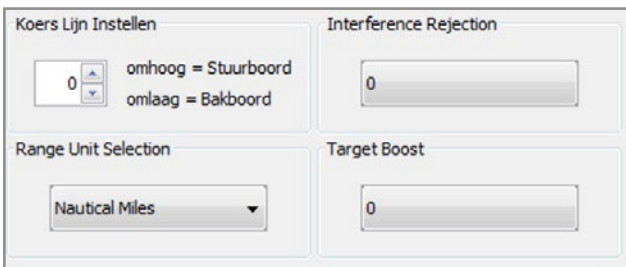 Koers Lijn Instellen
0
omhoog = Stuurboord
omlaag = Bakboord
Interference Rejection
0
Range Unit Selection
Nautical Miles
Target Boost
0